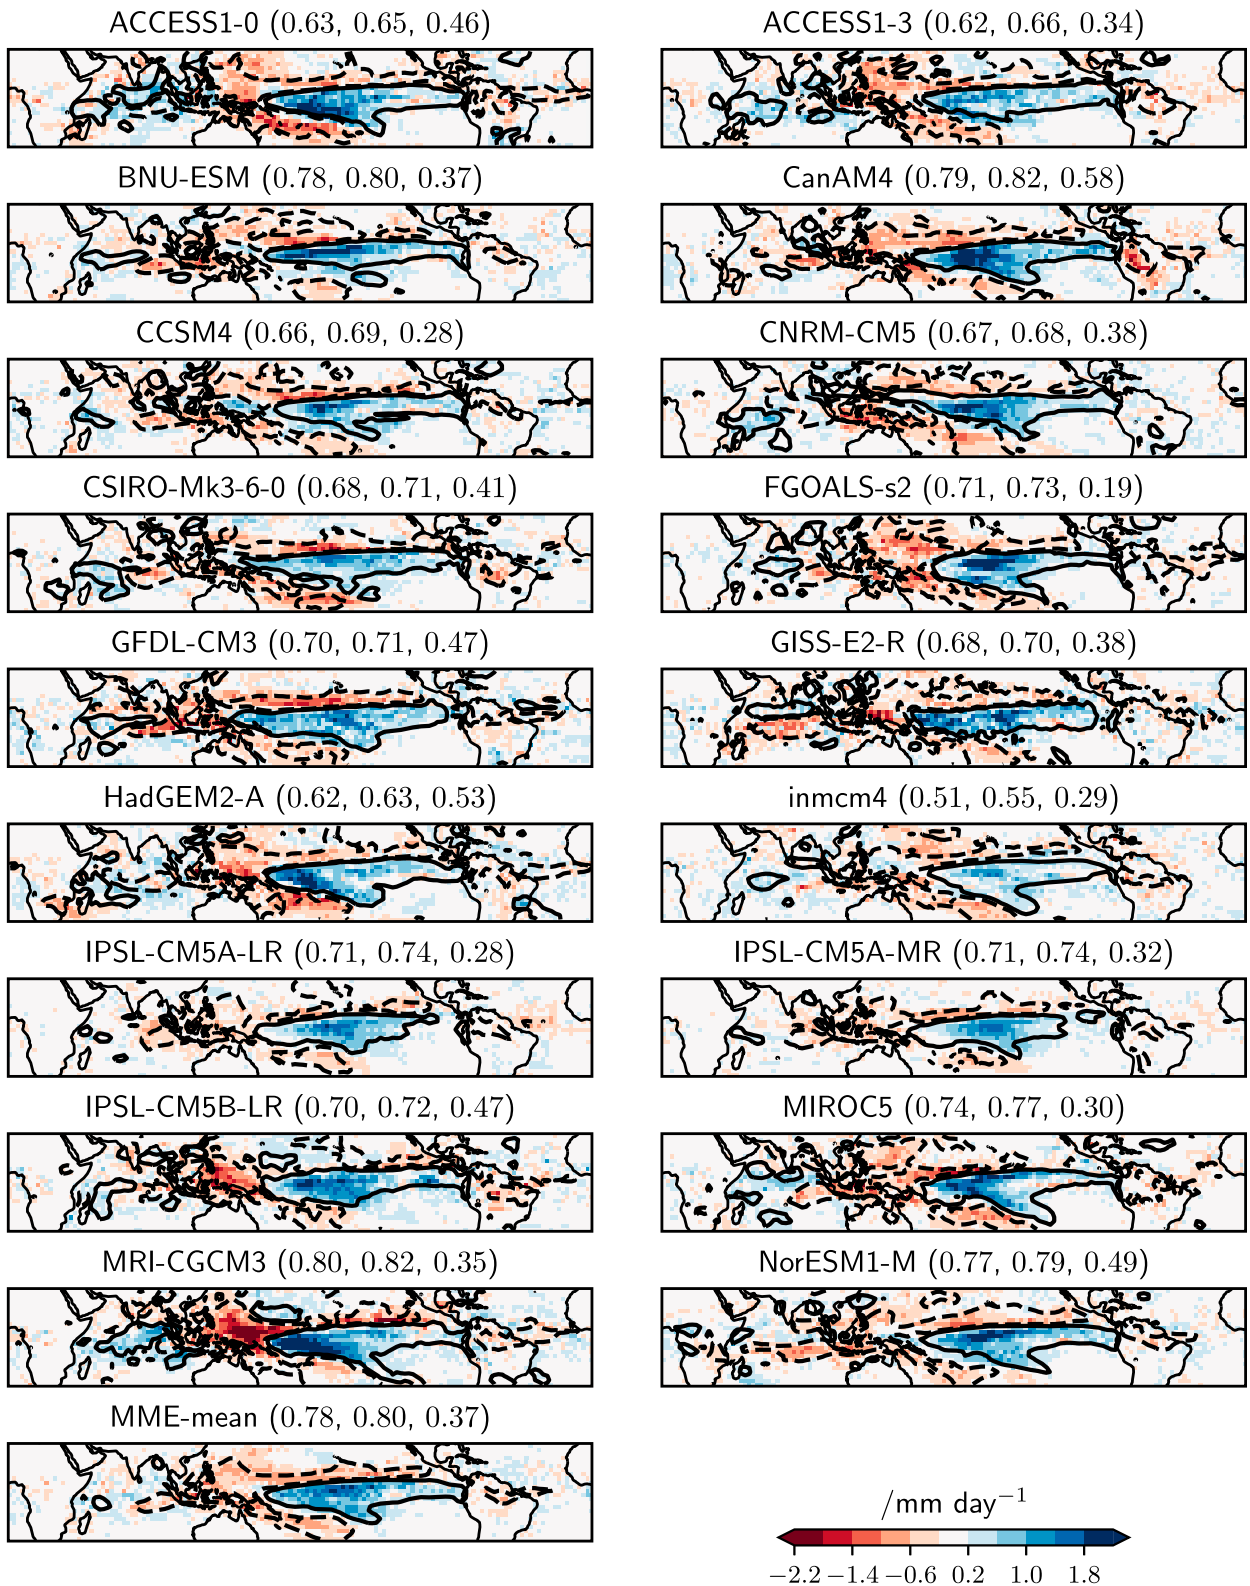 ACCESS1-0 (0.63, 0.65, 0.46)
ACCESS1-3 (0.62, 0.66, 0.34)
BNU-ESM (0.78, 0.80, 0.37)
CanAM4 (0.79, 0.82, 0.58)
CCSM4 (0.66, 0.69, 0.28)
CNRM-CM5 (0.67, 0.68, 0.38)
CSIRO-Mk3-6-0 (0.68, 0.71, 0.41)
FGOALS-s2 (0.71, 0.73, 0.19)
GFDL-CM3 (0.70, 0.71, 0.47)
GISS-E2-R (0.68, 0.70, 0.38)
HadGEM2-A (0.62, 0.63, 0.53)
inmcm4 (0.51, 0.55, 0.29)
IPSL-CM5A-LR (0.71, 0.74, 0.28)
IPSL-CM5A-MR (0.71, 0.74, 0.32)
IPSL-CM5B-LR (0.70, 0.72, 0.47)
MIROC5 (0.74, 0.77, 0.30)
MRI-CGCM3 (0.80, 0.82, 0.35)
NorESM1-M (0.77, 0.79, 0.49)
MME-mean (0.78, 0.80, 0.37)
/mm day⁻¹
−2.2 −1.4 −0.6 0.2 1.0 1.8